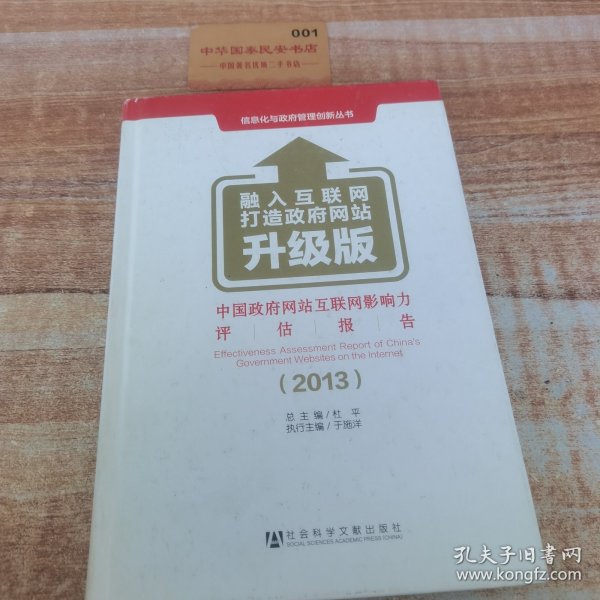 001
中华国泰民安书店
中国著名优秀二手书店
信息化与政府管理创新丛书
融入互联网
打造政府网站
升级版
中国政府网站互联网影响力
评估报告
Effectiveness Assessment Report of China's
Government Websites on the Internet
(2013)
总主编/杜 平
执行主编/于施洋
社会科学文献出版社
SOCIAL SCIENCES ACADEMIC PRESS (CHINA)
孔夫子旧书网
www.kongfz.com